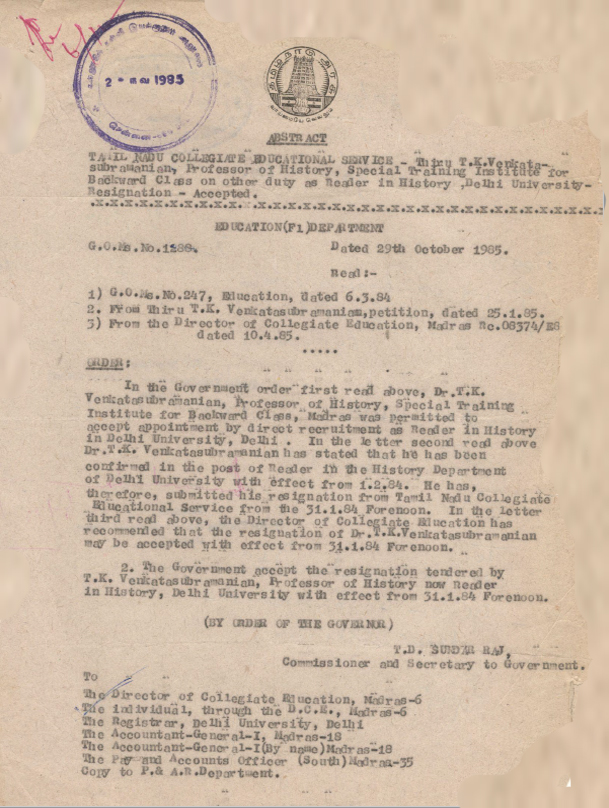 2 1985
ABSTRACT
TAMIL NADU COLLEGIATE EDUCATIONAL SERVICE - Thiru T.K.Venkata-
subramanian, Professor of History, Special Training Institute for
Backward Class on other duty as Reader in History ,Delhi University-
Resignation - Accepted.
.x.x.x.x.x.x.x.x.x.x.x.x.x.x.x.x.x.x.x.x.x.x.x.x.x.x.x.x.x.x.x.x.x.
EDUCATION(F1)DEPARTMENT
G.O.Ms.No. Dated 29th October 1985.
Read:-
1) G.O.Ms.No.247, Education, dated 6.3.84
2. From Thiru T.K. Venkatasubramaniam,petition, dated 25.1.85.
3) From the Director of Collegiate Education, Madras Rc.08374/E8
dated 10.4.85.
*****
ORDER:
In the Government order first read above, Dr.T.K.
Venkatasubramanian, Professor of History, Special Training
Institute for Backward Class, Madras was permitted to
accept appointment by direct recruitment as Reader in History
in Delhi University, Delhi . In the letter second read above
Dr.T.K. Venkatasubramanian has stated that he has been
confirmed in the post of Reader in the History Department
of Delhi University with effect from 1.2.84. He has,
therefore, submitted his resignation from Tamil Nadu Collegiate
Educational Service from the 31.1.84 Forenoon. In the letter
third read above, the Director of Collegiate Education has
recommended that the resignation of Dr.T.K.Venkatasubramanian
may be accepted with effect from 31.1.84 Forenoon.
2. The Government accept the resignation tendered by
T.K. Venkatasubramanian, Professor of History now Reader
in History, Delhi University with effect from 31.1.84 Forenoon.
(BY ORDER OF THE GOVERNOR)
T.D. SUNDAR RAJ,
Commissioner and Secretary to Government.
To
The Director of Collegiate Education, Madras-6
The individual, through the D.C.E., Madras-6
The Registrar, Delhi University, Delhi
The Accountant-General-I, Madras-18
The Accountant-General-I(By name)Madras-18
The Pay and Accounts Officer (South)Madras-35
Copy to P.& A.R.Department.